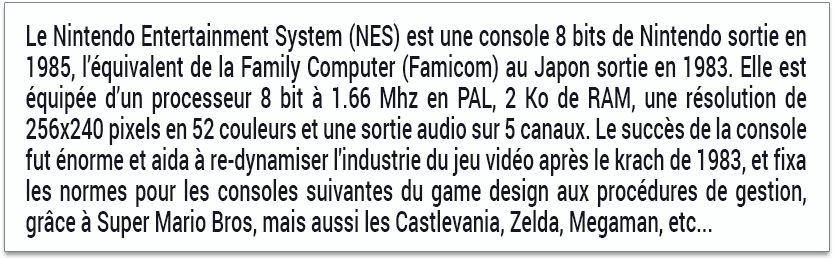 Le Nintendo Entertainment System (NES) est une console 8 bits de Nintendo sortie en
1985, l'équivalent de la Family Computer (Famicom) au Japon sortie en 1983. Elle est
équipée d'un processeur 8 bit à 1.66 Mhz en PAL, 2 Ko de RAM, une résolution de
256x240 pixels en 52 couleurs et une sortie audio sur 5 canaux. Le succès de la console
fut énorme et aida à re-dynamiser l'industrie du jeu vidéo après le krach de 1983, et fixa
les normes pour les consoles suivantes du game design aux procédures de gestion,
grâce à Super Mario Bros, mais aussi les Castlevania, Zelda, Megaman, etc...